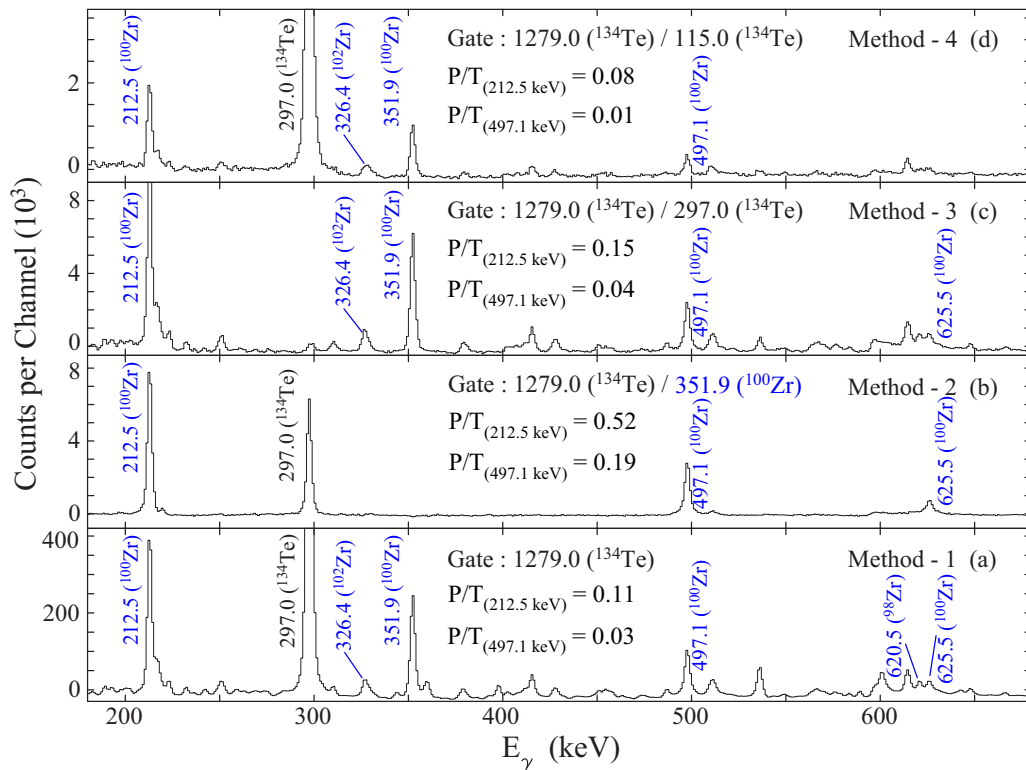 Counts per Channel (10³)
212.5 (¹⁰⁰Zr)
297.0 (¹³⁴Te)
326.4 (¹⁰²Zr)
351.9 (¹⁰⁰Zr)
Gate : 1279.0 (¹³⁴Te) / 115.0 (¹³⁴Te)
Method - 4 (d)
P/T(212.5 keV) = 0.08
P/T(497.1 keV) = 0.01
497.1 (¹⁰⁰Zr)
2
0
212.5 (¹⁰⁰Zr)
326.4 (¹⁰²Zr)
351.9 (¹⁰⁰Zr)
Gate : 1279.0 (¹³⁴Te) / 297.0 (¹³⁴Te)
Method - 3 (c)
P/T(212.5 keV) = 0.15
P/T(497.1 keV) = 0.04
497.1 (¹⁰⁰Zr)
625.5 (¹⁰⁰Zr)
8
4
0
212.5 (¹⁰⁰Zr)
297.0 (¹³⁴Te)
Gate : 1279.0 (¹³⁴Te) / 351.9 (¹⁰⁰Zr)
Method - 2 (b)
P/T(212.5 keV) = 0.52
P/T(497.1 keV) = 0.19
497.1 (¹⁰⁰Zr)
625.5 (¹⁰⁰Zr)
8
4
0
212.5 (¹⁰⁰Zr)
297.0 (¹³⁴Te)
326.4 (¹⁰²Zr)
351.9 (¹⁰⁰Zr)
Gate : 1279.0 (¹³⁴Te)
Method - 1 (a)
P/T(212.5 keV) = 0.11
P/T(497.1 keV) = 0.03
497.1 (¹⁰⁰Zr)
620.5 (⁹⁸Zr)
625.5 (¹⁰⁰Zr)
400
200
0
200 300 400 500 600
Eγ (keV)